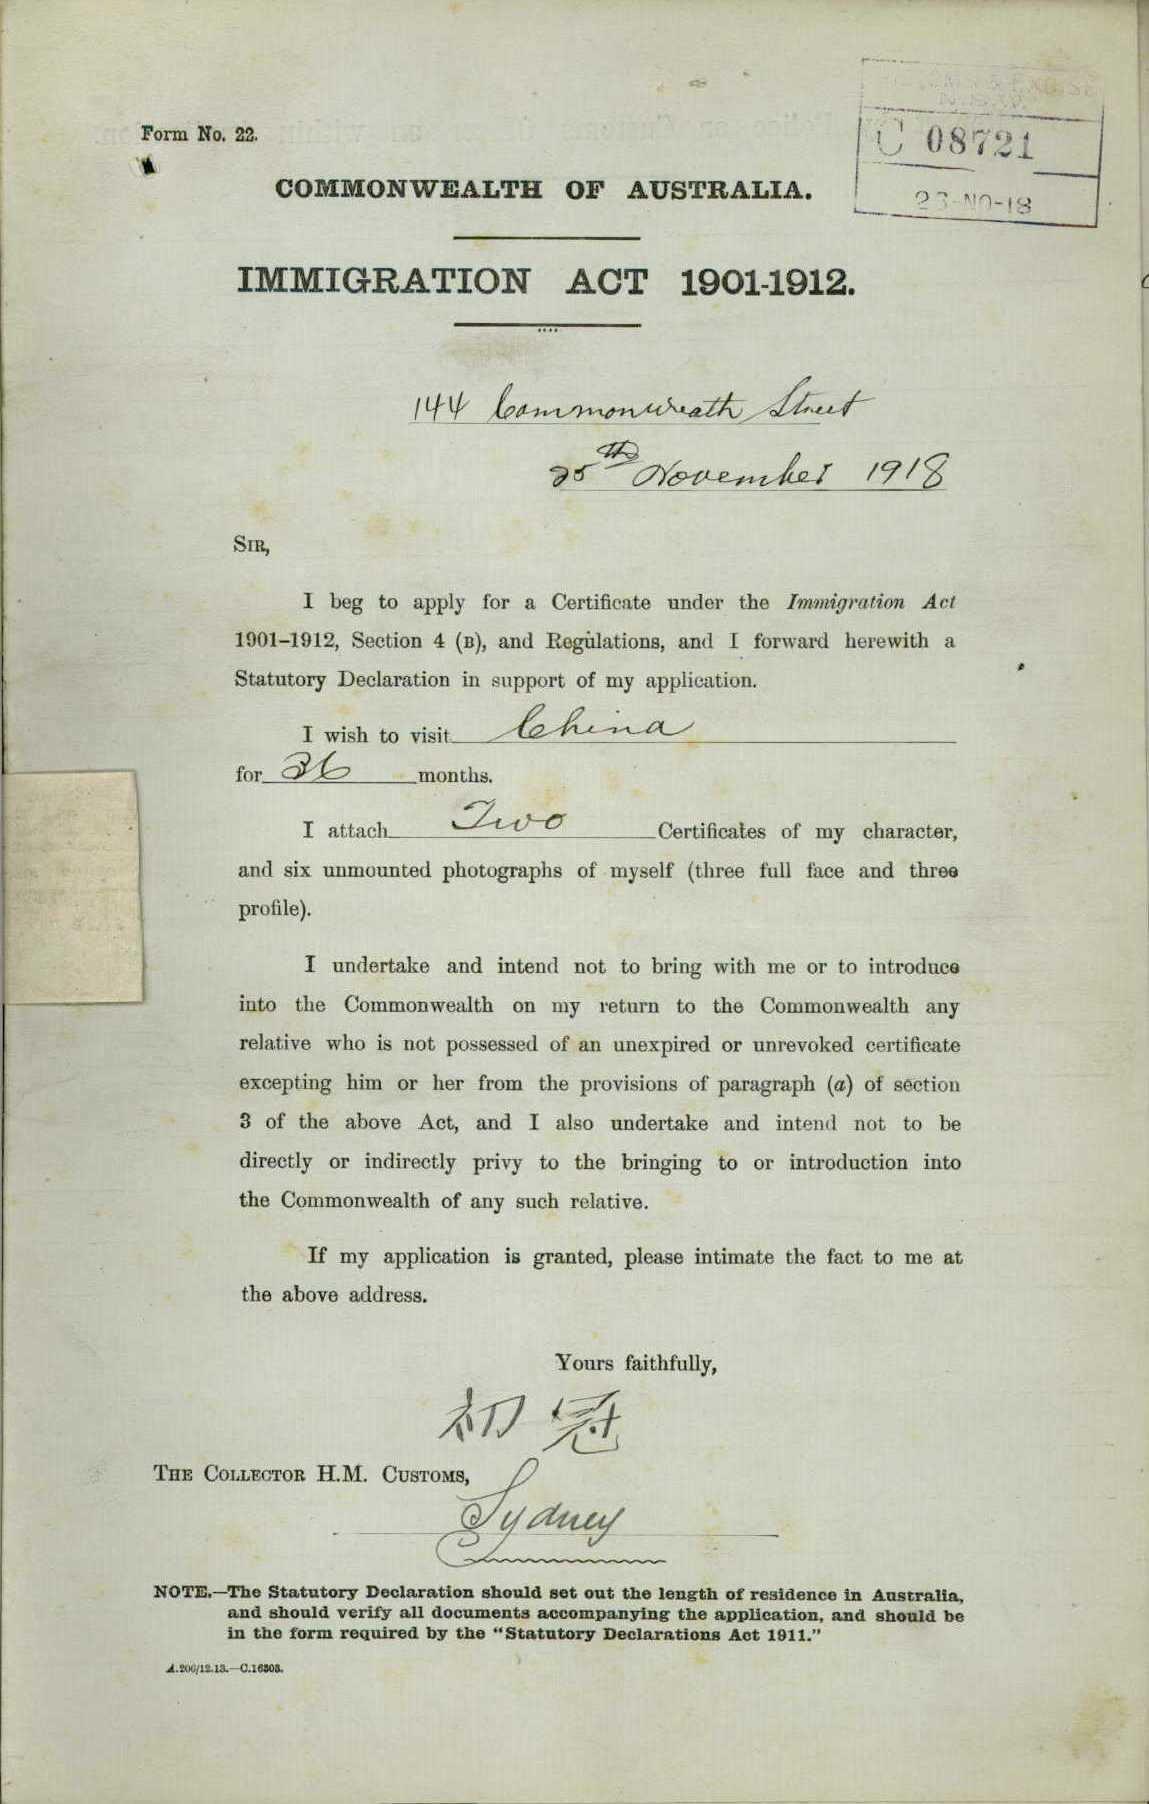 Form No. 22.
C 08721
23-NO-18
COMMONWEALTH OF AUSTRALIA.
IMMIGRATION ACT 1901-1912.
144 Commonwealth Street
25th November 1918
SIR,
I beg to apply for a Certificate under the Immigration Act
1901–1912, Section 4 (B), and Regulations, and I forward herewith a
Statutory Declaration in support of my application.
I wish to visit China
for 36 months.
I attach Two Certificates of my character,
and six unmounted photographs of myself (three full face and three
profile).
I undertake and intend not to bring with me or to introduce
into the Commonwealth on my return to the Commonwealth any
relative who is not possessed of an unexpired or unrevoked certificate
excepting him or her from the provisions of paragraph (a) of section
3 of the above Act, and I also undertake and intend not to be
directly or indirectly privy to the bringing to or introduction into
the Commonwealth of any such relative.
If my application is granted, please intimate the fact to me at
the above address.
Yours faithfully,
初 冠
THE COLLECTOR H.M. CUSTOMS,
Sydney
NOTE.—The Statutory Declaration should set out the length of residence in Australia,
and should verify all documents accompanying the application, and should be
in the form required by the "Statutory Declarations Act 1911."
A.200/12.13.—C.16303.